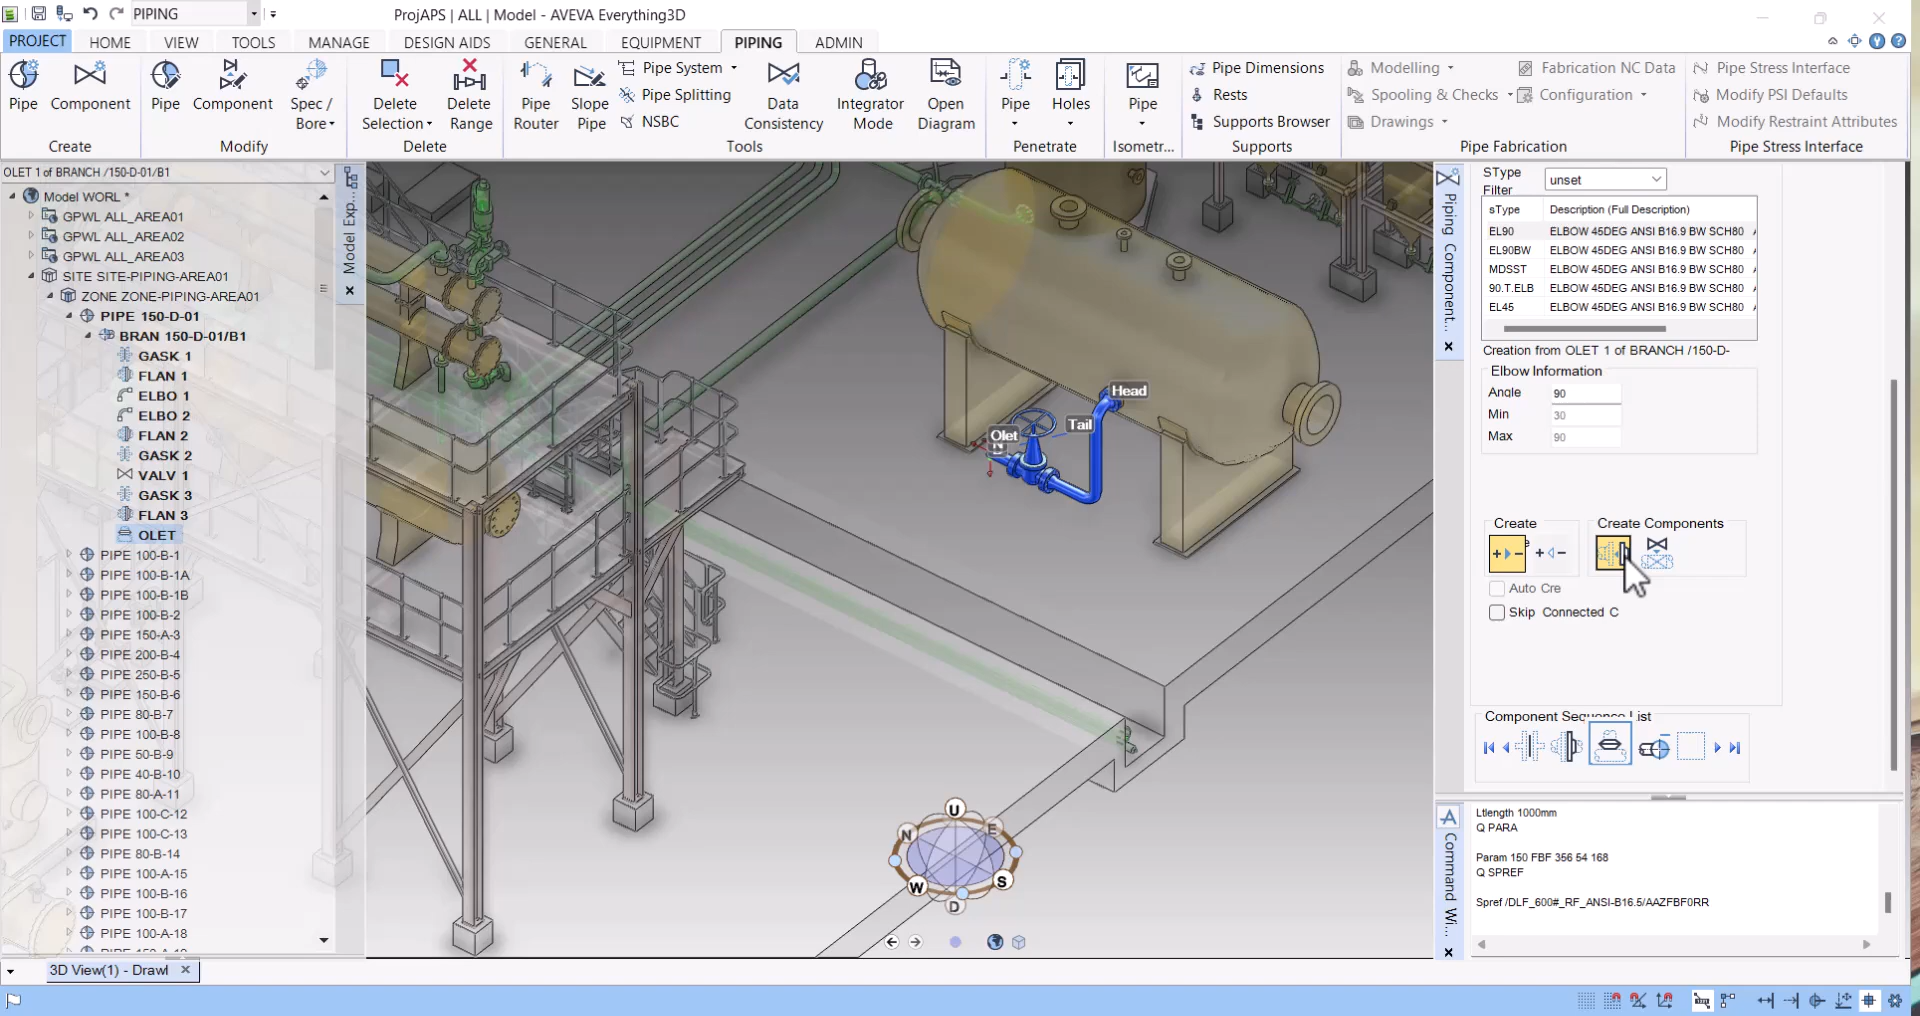 PIPING
ProjAPS | ALL | Model - AVEVA Everything3D
PROJECT HOME VIEW TOOLS MANAGE DESIGN AIDS GENERAL EQUIPMENT PIPING ADMIN
Pipe Component
Create
Pipe Component Spec / Bore
Modify
Delete Selection Delete Range
Delete
Pipe Router Slope Pipe
Pipe System
Pipe Splitting
NSBC
Data Consistency Integrator Mode Open Diagram
Tools
Pipe Holes
Penetrate
Pipe
Isometr...
Pipe Dimensions
Rests
Supports Browser
Supports
Modelling
Spooling & Checks
Drawings
Fabrication NC Data
Configuration
Pipe Fabrication
Pipe Stress Interface
Modify PSI Defaults
Modify Restraint Attributes
Pipe Stress Interface
OLET 1 of BRANCH /150-D-01/B1
Model WORL *
GPWL ALL_AREA01
GPWL ALL_AREA02
GPWL ALL_AREA03
SITE SITE-PIPING-AREA01
ZONE ZONE-PIPING-AREA01
PIPE 150-D-01
BRAN 150-D-01/B1
GASK 1
FLAN 1
ELBO 1
ELBO 2
FLAN 2
GASK 2
VALV 1
GASK 3
FLAN 3
OLET
PIPE 100-B-1
PIPE 100-B-1A
PIPE 100-B-1B
PIPE 100-B-2
PIPE 150-A-3
PIPE 200-B-4
PIPE 250-B-5
PIPE 150-B-6
PIPE 80-B-7
PIPE 100-B-8
PIPE 50-B-9
PIPE 40-B-10
PIPE 80-A-11
PIPE 100-C-12
PIPE 100-C-13
PIPE 80-B-14
PIPE 100-A-15
PIPE 100-B-16
PIPE 100-B-17
PIPE 100-A-18
Model Exp...
3D View(1) - Drawl
Head
Tail
Olet
U
N
E
W
S
D
Piping Component...
SType Filter
unset
sType Description (Full Description)
EL90 ELBOW 45DEG ANSI B16.9 BW SCH80
EL90BW ELBOW 45DEG ANSI B16.9 BW SCH80
MDSST ELBOW 45DEG ANSI B16.9 BW SCH80
90.T.ELB ELBOW 45DEG ANSI B16.9 BW SCH80
EL45 ELBOW 45DEG ANSI B16.9 BW SCH80
Creation from OLET 1 of BRANCH /150-D-
Elbow Information
Angle 90
Min 30
Max 90
Create
Create Components
Auto Cre
Skip Connected C
Component Sequence List
Command Wi...
Ltlength 1000mm
Q PARA
Param 150 FBF 356 54 168
Q SPREF
Spref /DLF_600#_RF_ANSI-B16.5/AAZFBF0RR